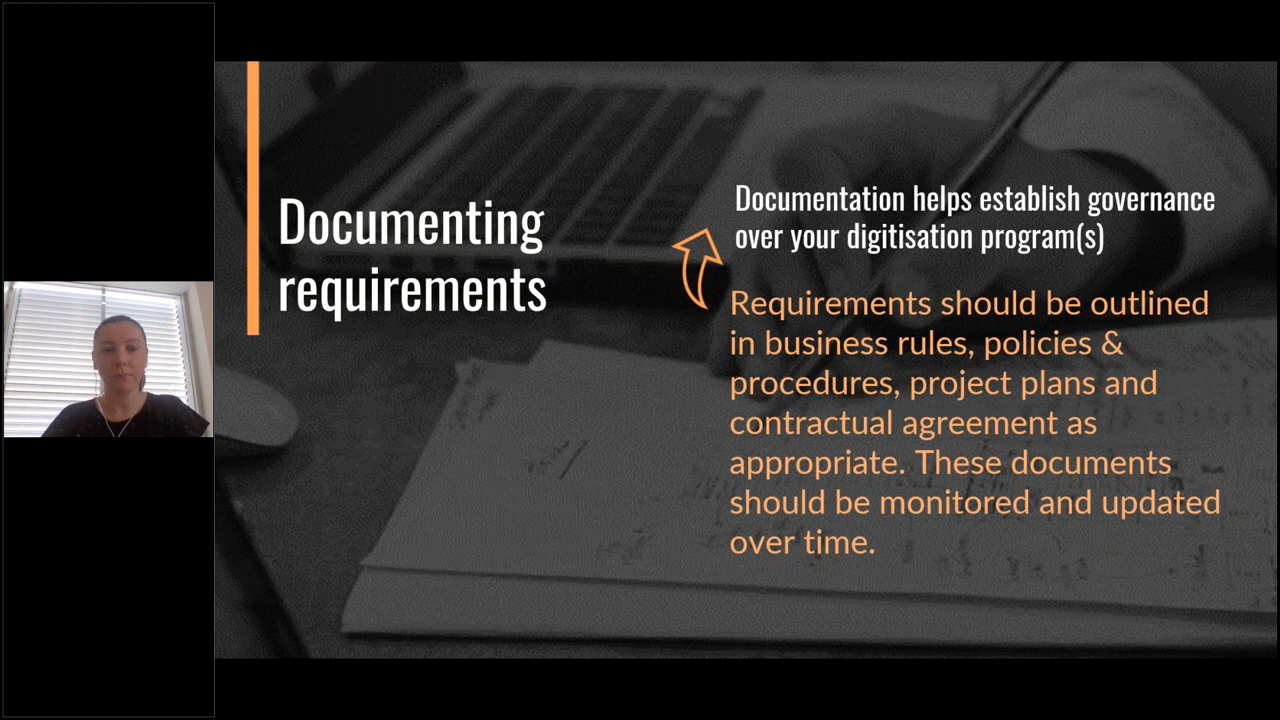 Documenting
requirements
Documentation helps establish governance
over your digitisation program(s)
Requirements should be outlined
in business rules, policies &
procedures, project plans and
contractual agreement as
appropriate. These documents
should be monitored and updated
over time.